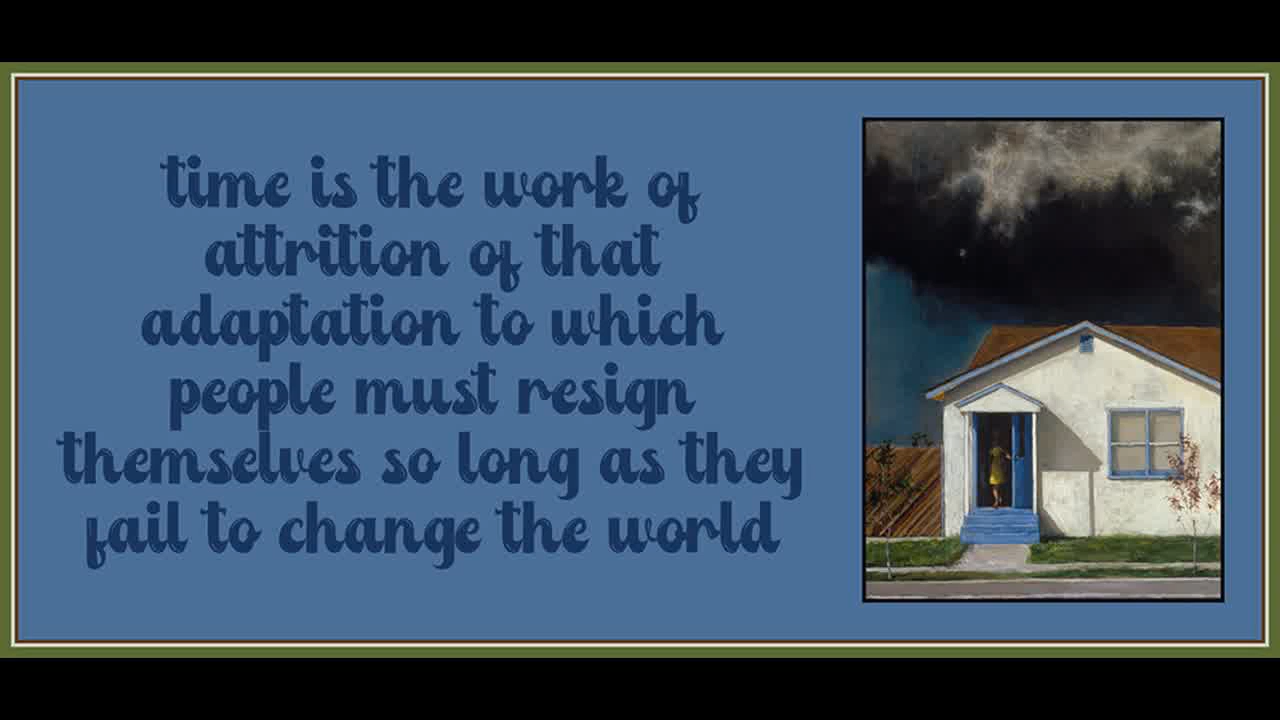 time is the work of
attrition of that
adaptation to which
people must resign
themselves so long as they
fail to change the world